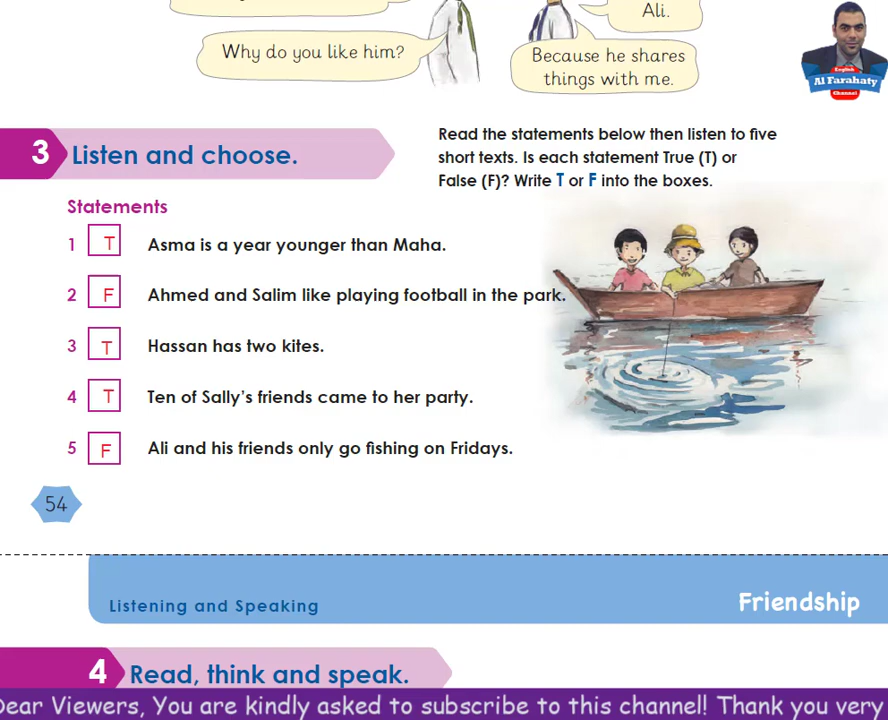 Ali.
Why do you like him?
Because he shares
things with me.
English
Al Farahaty
Channel
3 Listen and choose.
Read the statements below then listen to five
short texts. Is each statement True (T) or
False (F)? Write T or F into the boxes.
Statements
1 T Asma is a year younger than Maha.
2 F Ahmed and Salim like playing football in the park.
3 T Hassan has two kites.
4 T Ten of Sally's friends came to her party.
5 F Ali and his friends only go fishing on Fridays.
54
Listening and Speaking
Friendship
4 Read, think and speak.
Dear Viewers, You are kindly asked to subscribe to this channel! Thank you very